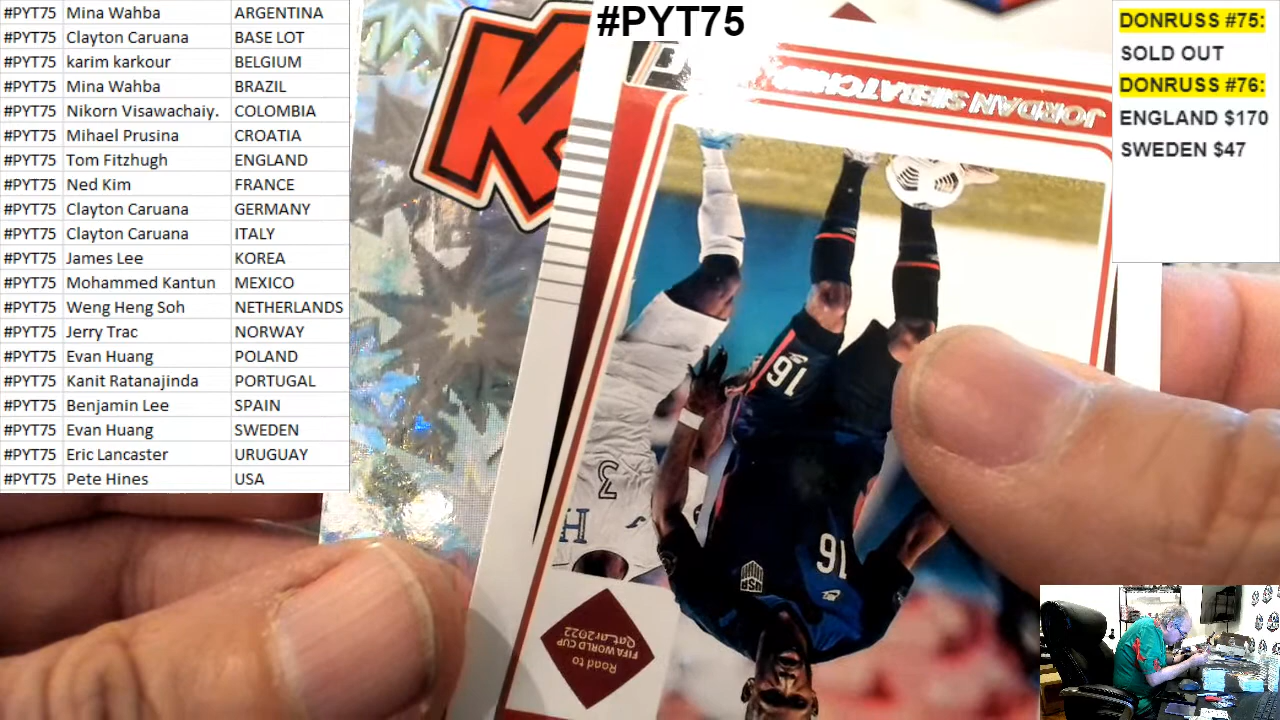 #PYT75 Mina Wahba ARGENTINA
#PYT75 Clayton Caruana BASE LOT
#PYT75 karim karkour BELGIUM
#PYT75 Mina Wahba BRAZIL
#PYT75 Nikorn Visawachaiy. COLOMBIA
#PYT75 Mihael Prusina CROATIA
#PYT75 Tom Fitzhugh ENGLAND
#PYT75 Ned Kim FRANCE
#PYT75 Clayton Caruana GERMANY
#PYT75 Clayton Caruana ITALY
#PYT75 James Lee KOREA
#PYT75 Mohammed Kantun MEXICO
#PYT75 Weng Heng Soh NETHERLANDS
#PYT75 Jerry Trac NORWAY
#PYT75 Evan Huang POLAND
#PYT75 Kanit Ratanajinda PORTUGAL
#PYT75 Benjamin Lee SPAIN
#PYT75 Evan Huang SWEDEN
#PYT75 Eric Lancaster URUGUAY
#PYT75 Pete Hines USA
#PYT75
DONRUSS #75:
SOLD OUT
DONRUSS #76:
ENGLAND $170
SWEDEN $47
JORDAN SIEBATCHEU
16
16
3
H
USA
Road to
FIFA WORLD CUP
Qatar2022